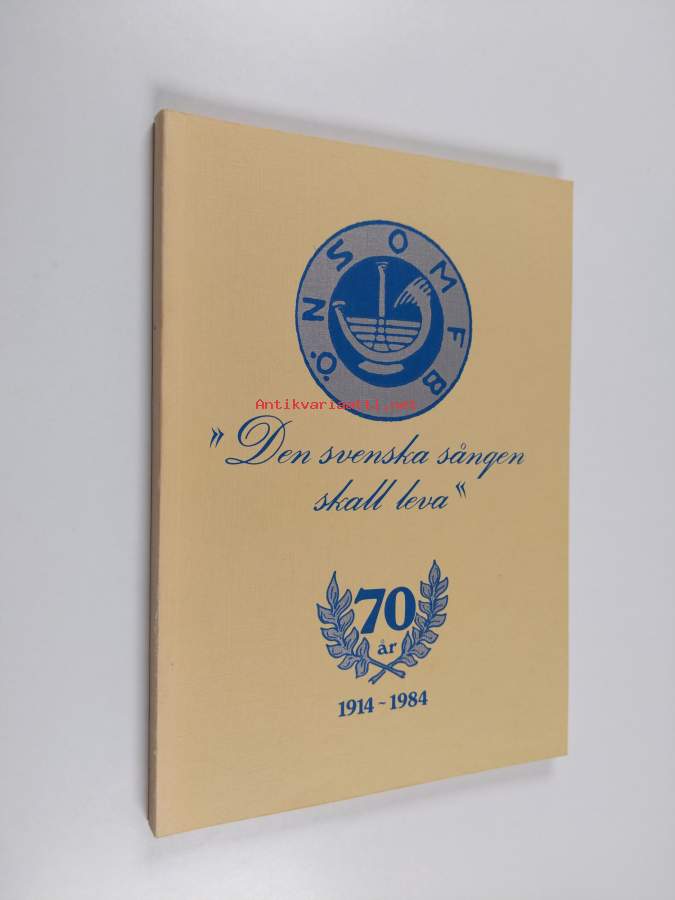 ÖNSOMFB
Antikvariaatti.net
»Den svenska sången
skall leva«
70
år
1914-1984